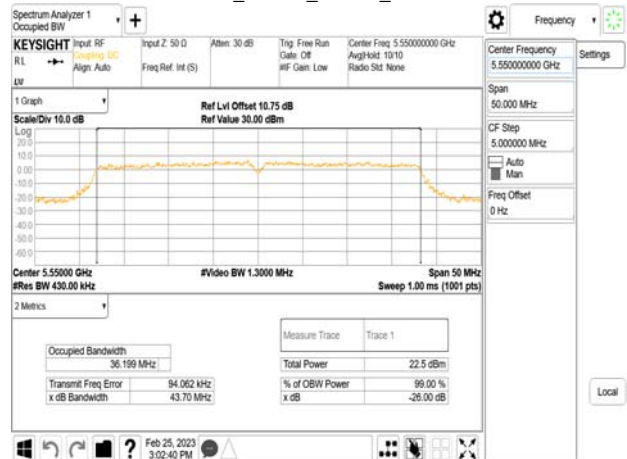 Spectrum Analyzer 1
Occupied BW
+
Frequency
KEYSIGHT
RL
Input: RF
Coupling: DC
Align: Auto
Input Z: 50 Ω
Freq Ref: Int (S)
Atten: 30 dB
Trig: Free Run
Gate: Off
#IF Gain: Low
Center Freq: 5.550000000 GHz
Avg|Hold: 10/10
Radio Std: None
Center Frequency
5.550000000 GHz
Settings
Span
50.000 MHz
CF Step
5.000000 MHz
Auto
Man
Freq Offset
0 Hz
1 Graph
Scale/Div 10.0 dB
Ref Lvl Offset 10.75 dB
Ref Value 30.00 dBm
Log
20.0
10.0
0.00
-10.0
-20.0
-30.0
-40.0
-50.0
-60.0
Center 5.55000 GHz
#Video BW 1.3000 MHz
Span 50 MHz
#Res BW 430.00 kHz
Sweep 1.00 ms (1001 pts)
2 Metrics
Measure Trace
Trace 1
Occupied Bandwidth
36.199 MHz
Total Power
22.5 dBm
Transmit Freq Error
94.062 kHz
% of OBW Power
99.00 %
x dB Bandwidth
43.70 MHz
x dB
-26.00 dB
Local
?
Feb 25, 2023
3:02:40 PM